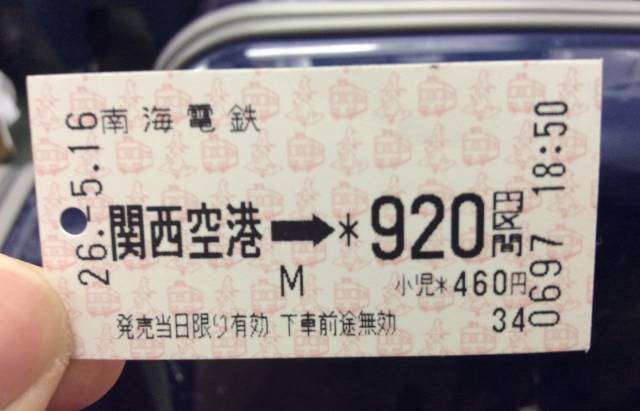 南海電鉄
関西空港➡*920円区間
M
小児*460円
発売当日限り有効 下車前途無効
34
26.-5.16
0697 18:50